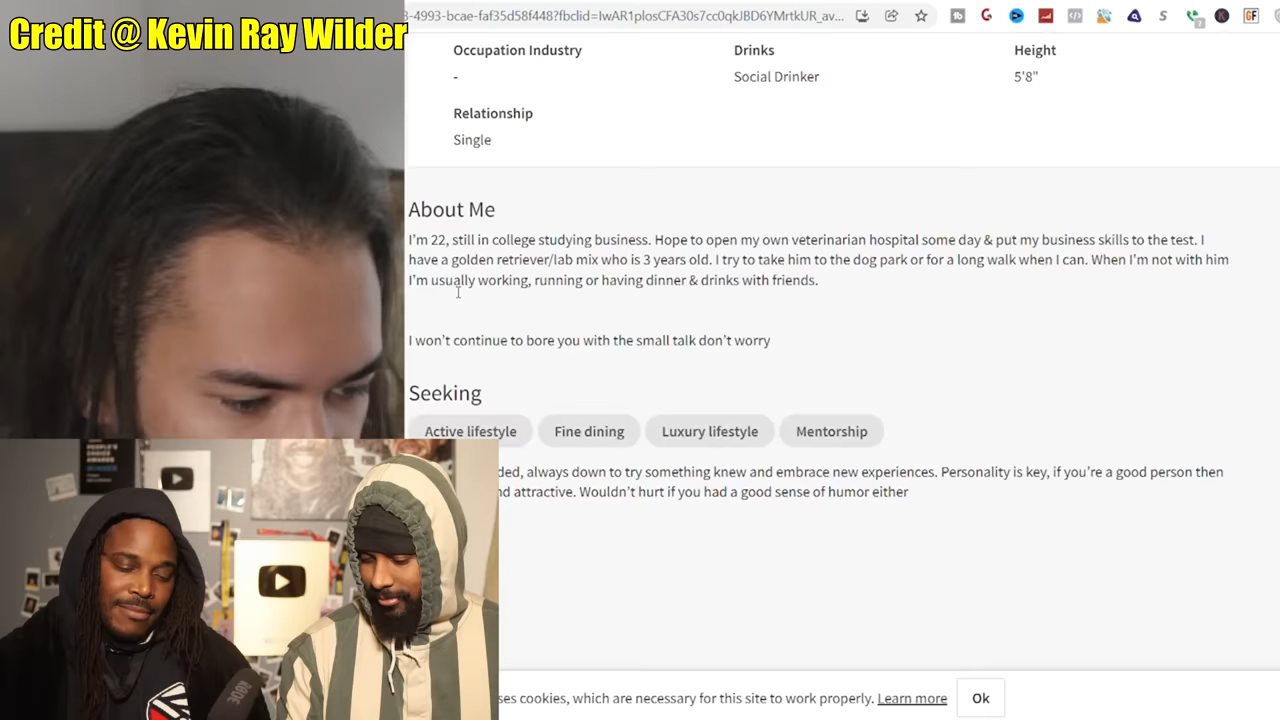 Credit @ Kevin Ray Wilder
-4993-bcae-faf35d58f448?fbclid=IwAR1plosCFA30s7cc0qkJBD6YMrtkUR_av...
Occupation Industry
Drinks
Height
-
Social Drinker
5'8"
Relationship
Single
About Me
I'm 22, still in college studying business. Hope to open my own veterinarian hospital some day & put my business skills to the test. I
have a golden retriever/lab mix who is 3 years old. I try to take him to the dog park or for a long walk when I can. When I'm not with him
I'm usually working, running or having dinner & drinks with friends.
I won't continue to bore you with the small talk don't worry
Seeking
Active lifestyle
Fine dining
Luxury lifestyle
Mentorship
always down to try something knew and embrace new experiences. Personality is key, if you're a good person then
attractive. Wouldn't hurt if you had a good sense of humor either
cookies, which are necessary for this site to work properly. Learn more
Ok
PEOPLE'S
CHOICE
AWARDS
RØDE